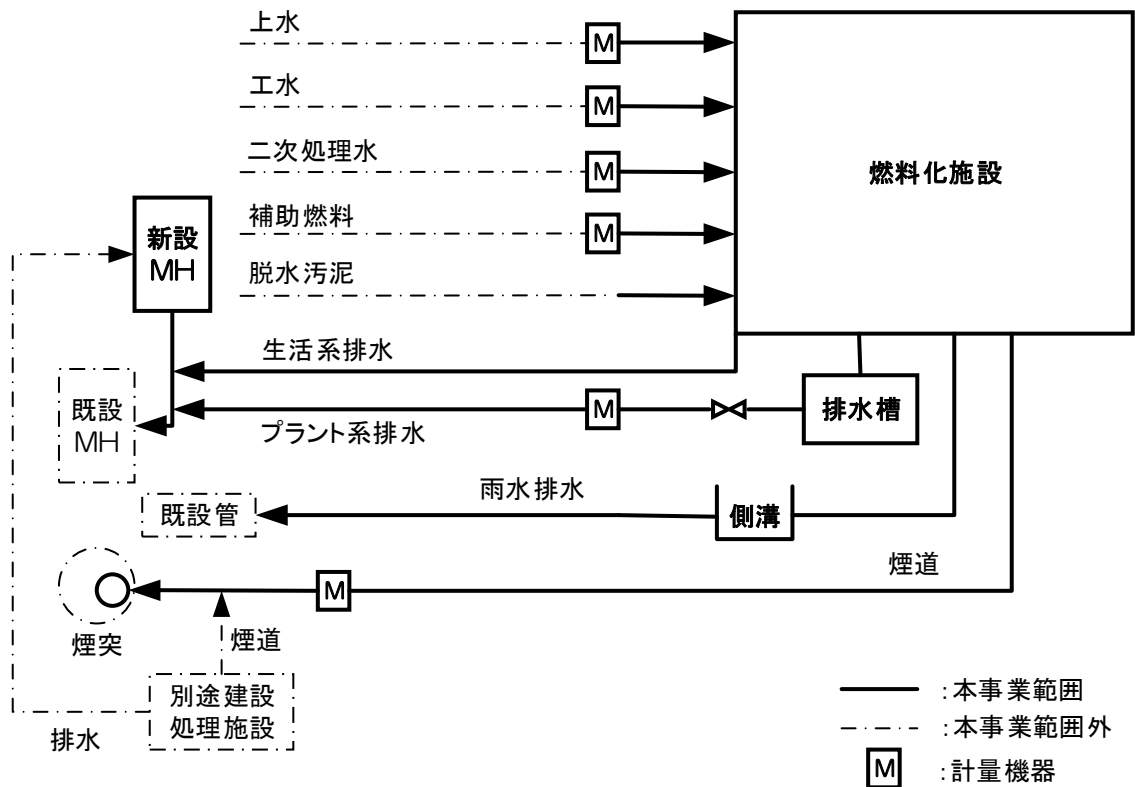 上水
M
工水
M
二次処理水
M
補助燃料
M
脱水汚泥
燃料化施設
新設
MH
生活系排水
既設
MH
プラント系排水
M
排水槽
雨水排水
既設管
側溝
煙道
M
煙突
煙道
別途建設
処理施設
排水
:本事業範囲
:本事業範囲外
M :計量機器